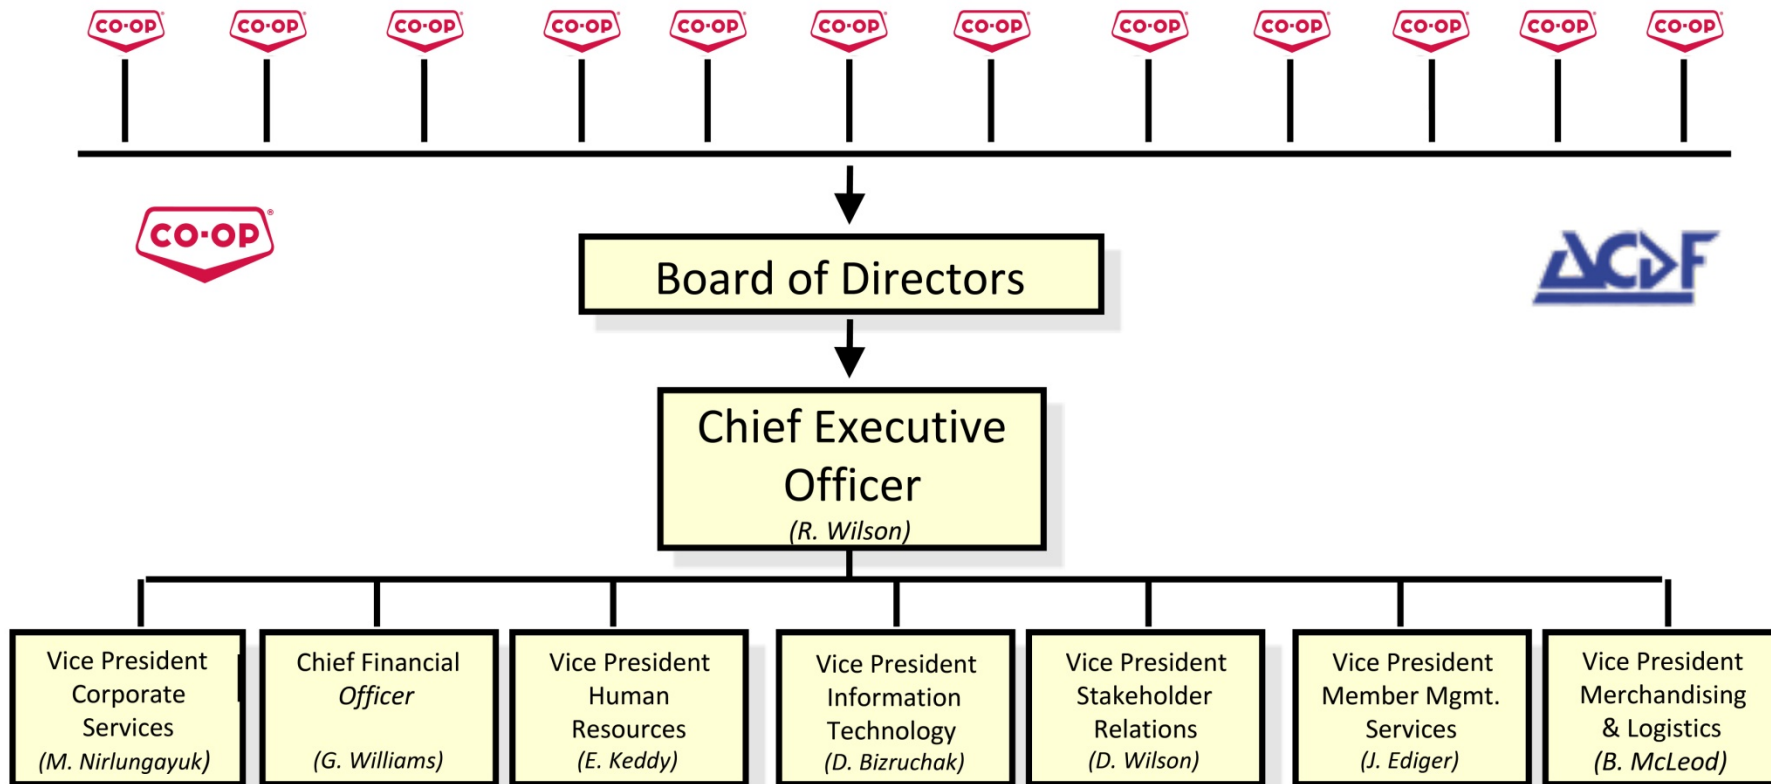 CO-OP CO-OP CO-OP CO-OP CO-OP CO-OP CO-OP CO-OP CO-OP CO-OP CO-OP CO-OP
CO-OP®
ACDF
Board of Directors
Chief Executive
Officer
(R. Wilson)
Vice President
Corporate
Services
(M. Nirlungayuk)
Chief Financial
Officer
(G. Williams)
Vice President
Human
Resources
(E. Keddy)
Vice President
Information
Technology
(D. Bizruchak)
Vice President
Stakeholder
Relations
(D. Wilson)
Vice President
Member Mgmt.
Services
(J. Ediger)
Vice President
Merchandising
& Logistics
(B. McLeod)